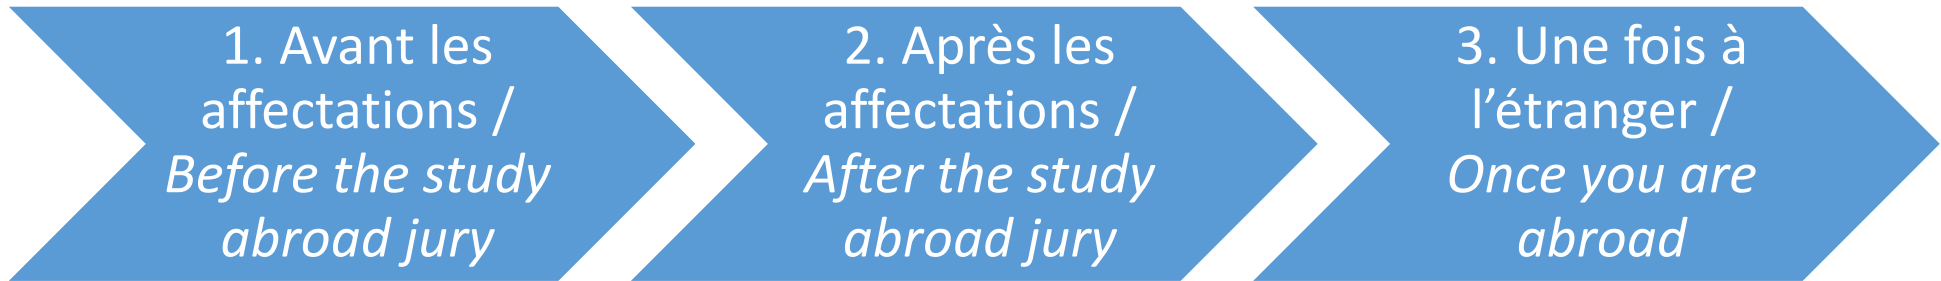 1. Avant les
affectations /
Before the study
abroad jury
2. Après les
affectations /
After the study
abroad jury
3. Une fois à
l’étranger /
Once you are
abroad